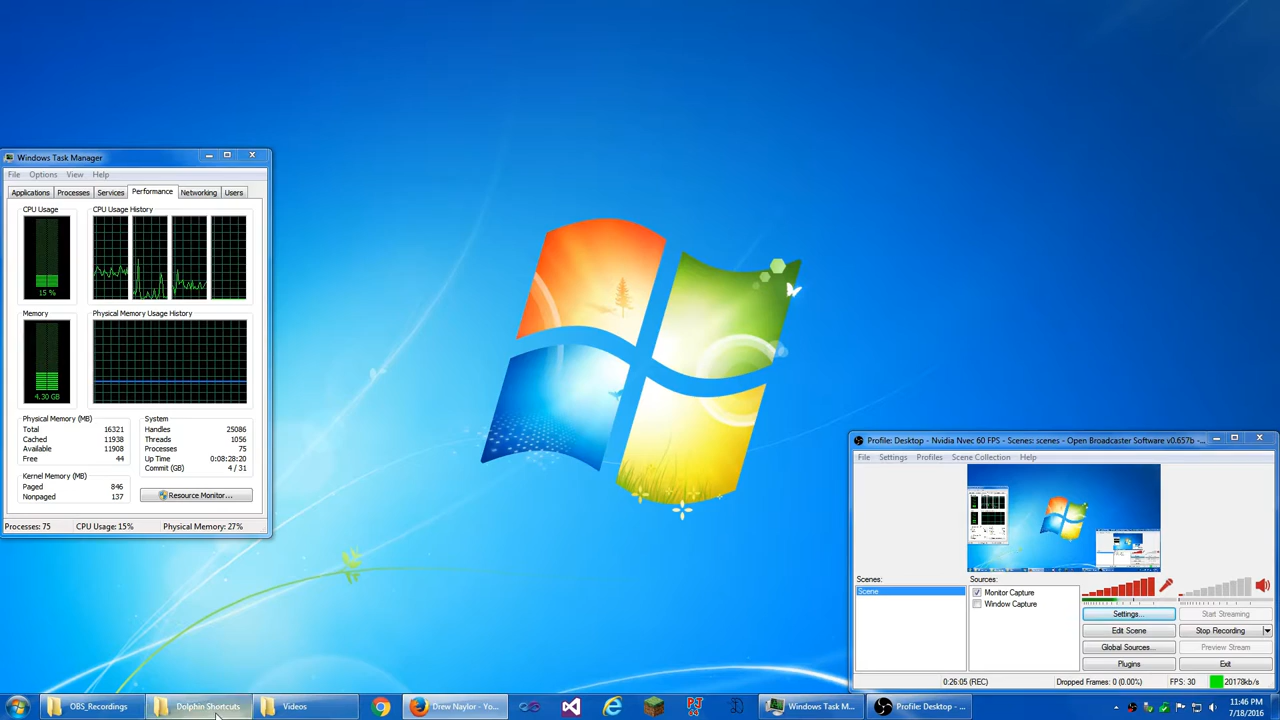 Windows Task Manager
File Options View Help
Applications Processes Services Performance Networking Users
CPU Usage CPU Usage History
15 %
Memory Physical Memory Usage History
4.30 GB
Physical Memory (MB)
Total 16321
Cached 11938
Available 11908
Free 44
Kernel Memory (MB)
Paged 846
Nonpaged 137
System
Handles 25086
Threads 1056
Processes 75
Up Time 0:08:28:20
Commit (GB) 4 / 31
Resource Monitor...
Processes: 75 CPU Usage: 15% Physical Memory: 27%
Profile: Desktop - Nvidia Nvec 60 FPS - Scenes: scenes - Open Broadcaster Software v0.657b - ...
File Settings Profiles Scene Collection Help
Scenes:
Scene
Sources:
Monitor Capture
Window Capture
Settings... Start Streaming
Edit Scene Stop Recording
Global Sources... Preview Stream
Plugins Exit
0:26:05 (REC) Dropped Frames: 0 (0.00%) FPS: 30 20178kb/s
OBS_Recordings Dolphin Shortcuts Videos Drew Naylor - Yo... Windows Task M... Profile: Desktop - ... 11:46 PM
7/18/2016